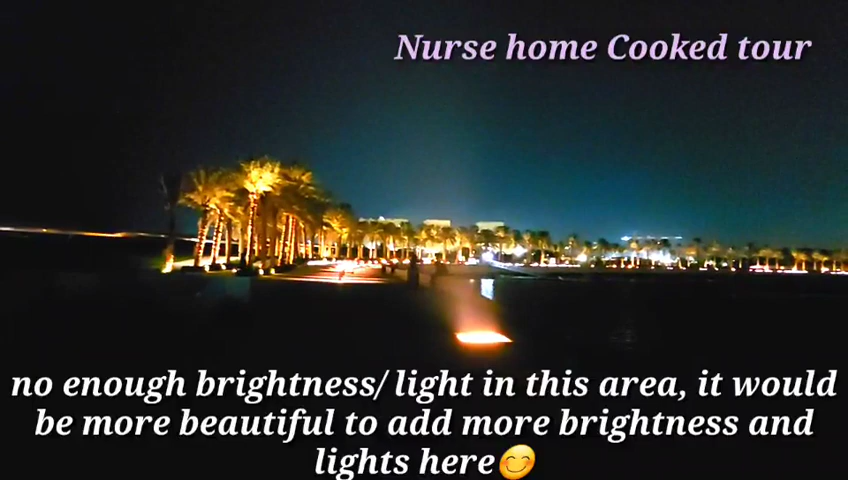 Nurse home Cooked tour
no enough brightness/ light in this area, it would
be more beautiful to add more brightness and
lights here😊